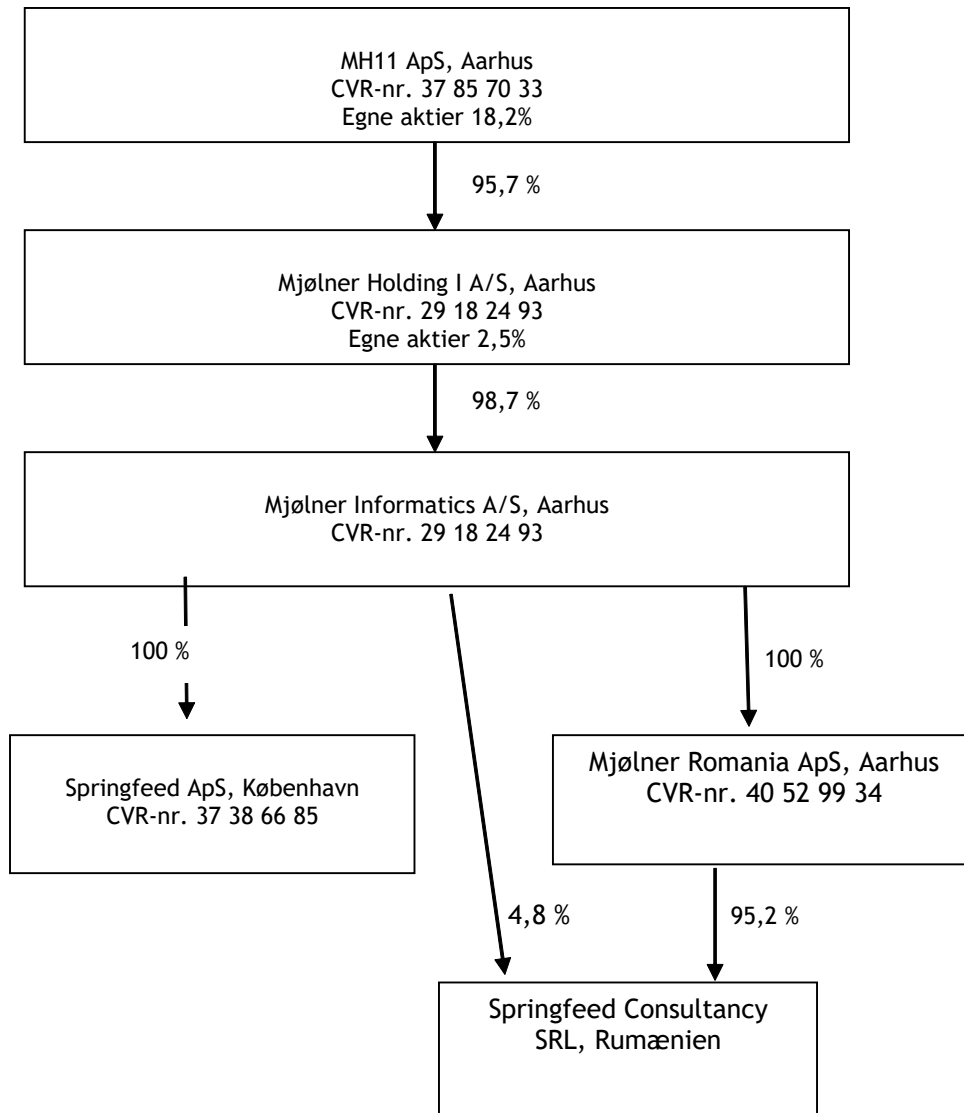 MH11 ApS, Aarhus
CVR-nr. 37 85 70 33
Egne aktier 18,2%
95,7 %
Mjølner Holding I A/S, Aarhus
CVR-nr. 29 18 24 93
Egne aktier 2,5%
98,7 %
Mjølner Informatics A/S, Aarhus
CVR-nr. 29 18 24 93
100 %
100 %
Springfeed ApS, København
CVR-nr. 37 38 66 85
Mjølner Romania ApS, Aarhus
CVR-nr. 40 52 99 34
4,8 %
95,2 %
Springfeed Consultancy
SRL, Rumænien